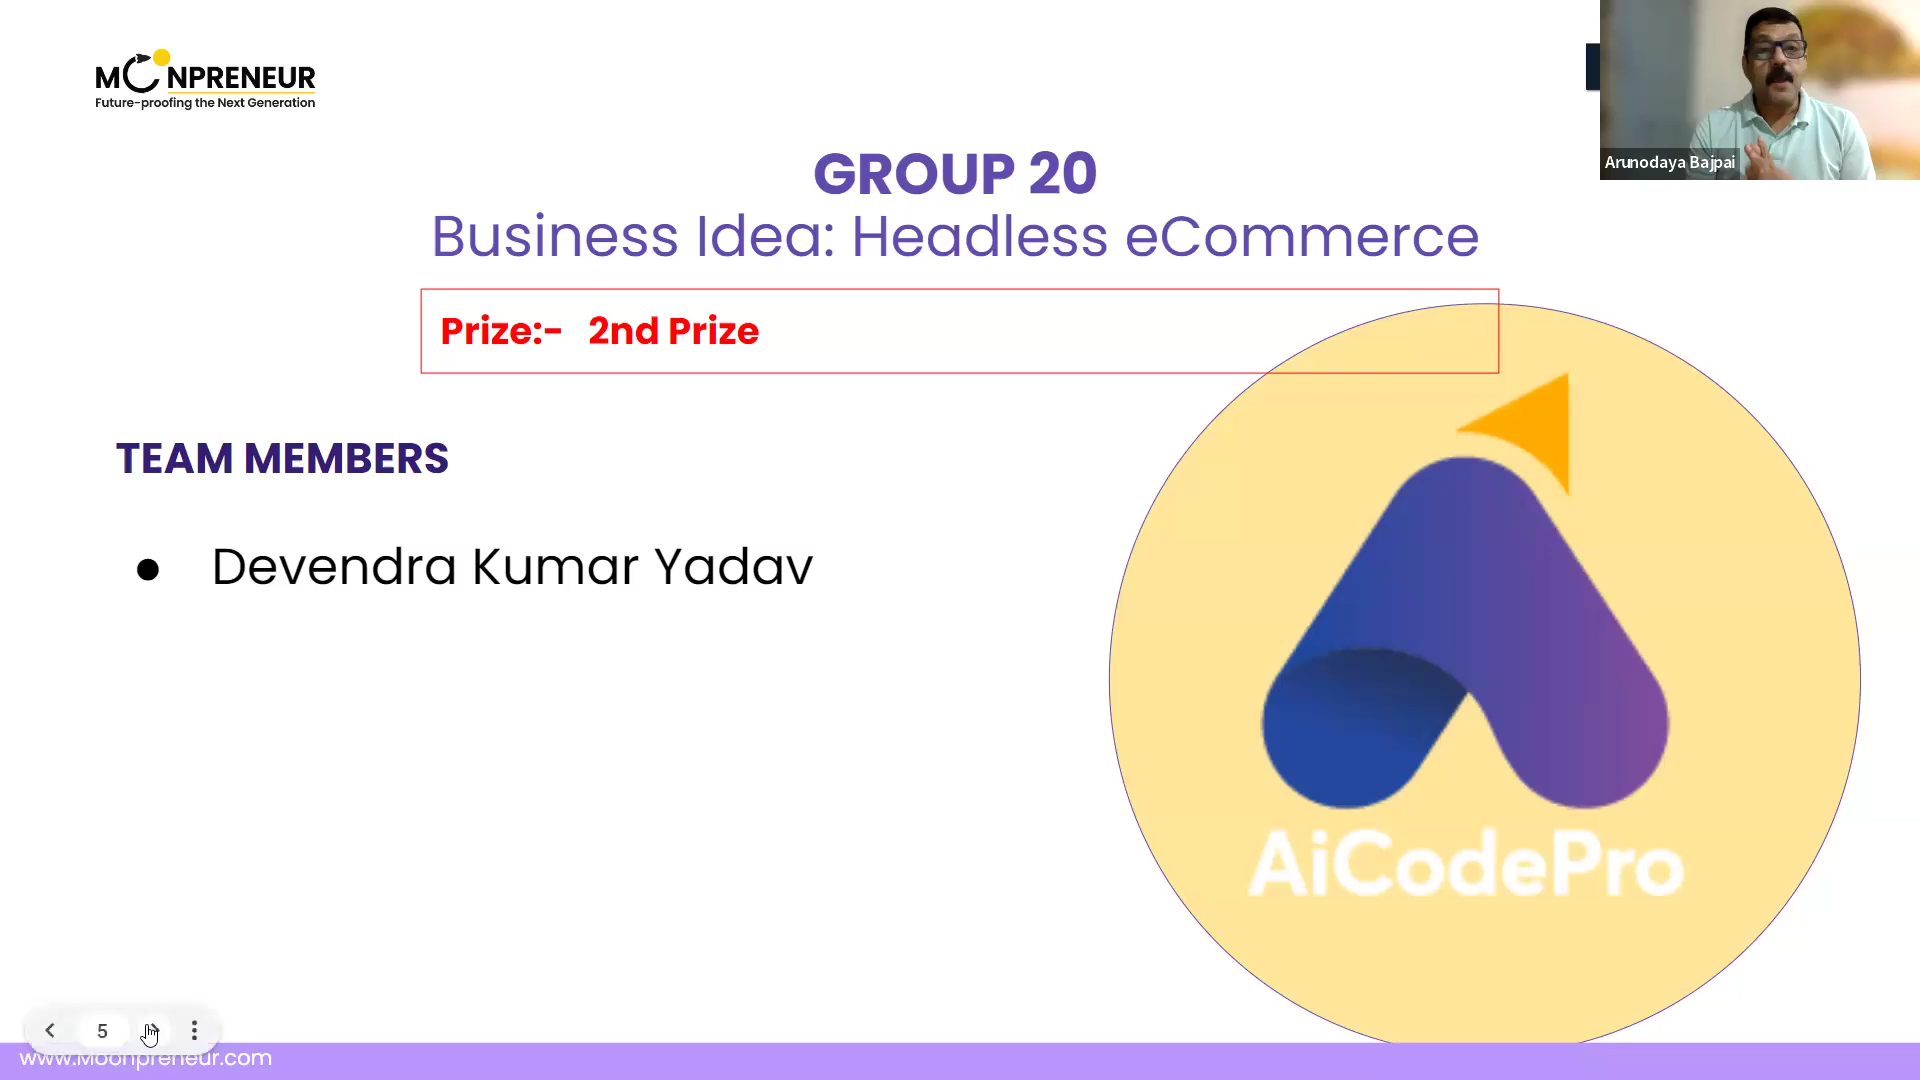 MOONPRENEUR
Future-proofing the Next Generation
Arunodaya Bajpai
GROUP 20
Business Idea: Headless eCommerce
Prize:- 2nd Prize
TEAM MEMBERS
● Devendra Kumar Yadav
AiCodePro
5
www.Moonpreneur.com